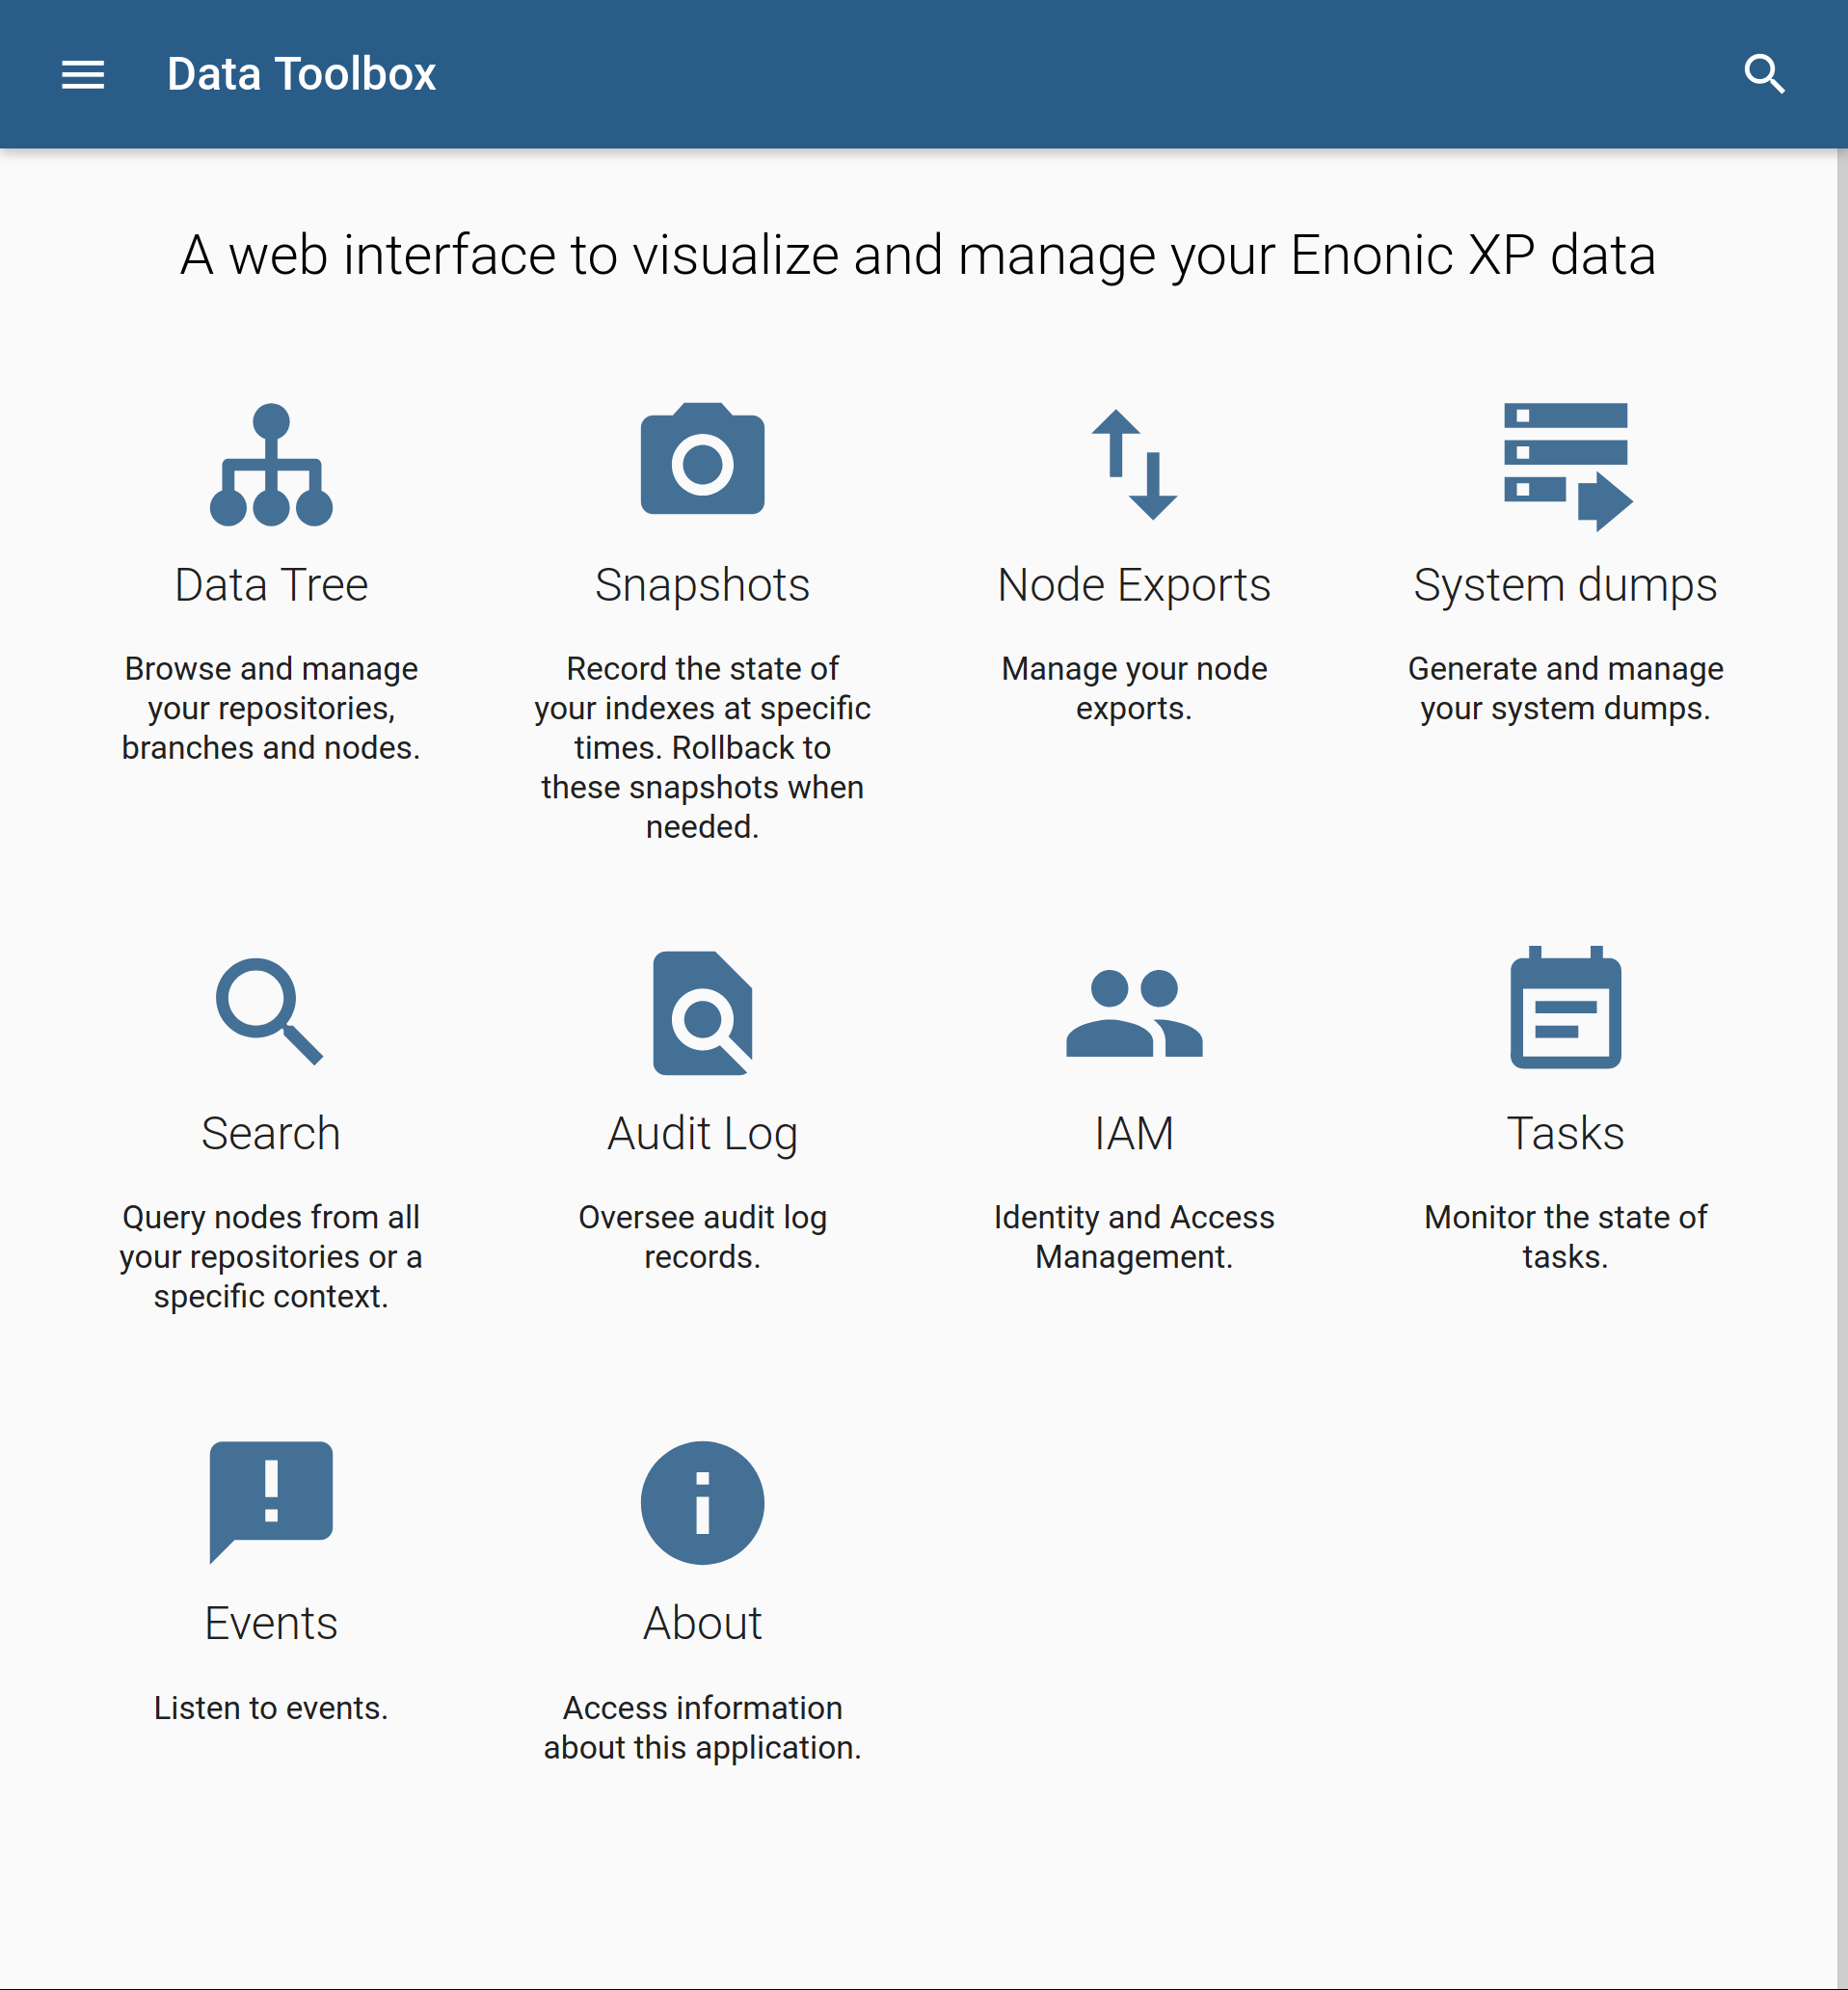 Data Toolbox
A web interface to visualize and manage your Enonic XP data
Data Tree
Browse and manage
your repositories,
branches and nodes.
Snapshots
Record the state of
your indexes at specific
times. Rollback to
these snapshots when
needed.
Node Exports
Manage your node
exports.
System dumps
Generate and manage
your system dumps.
Search
Query nodes from all
your repositories or a
specific context.
Audit Log
Oversee audit log
records.
IAM
Identity and Access
Management.
Tasks
Monitor the state of
tasks.
Events
Listen to events.
About
Access information
about this application.